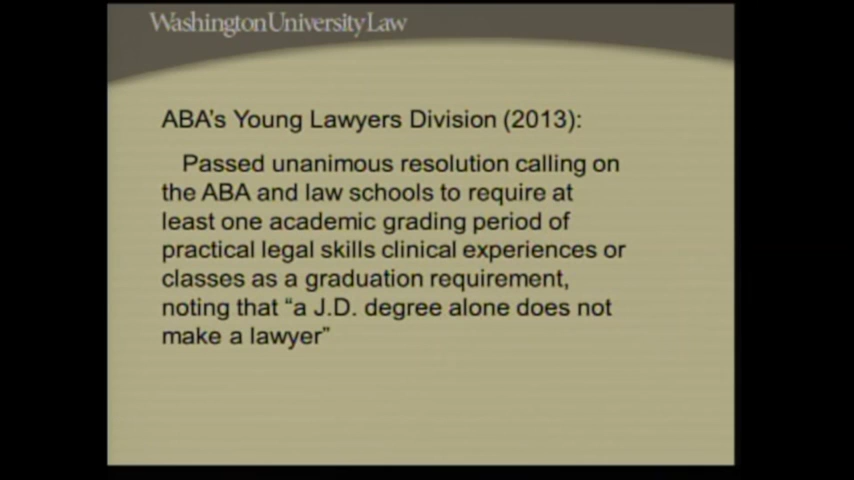 WashingtonUniversityLaw
ABA's Young Lawyers Division (2013):
Passed unanimous resolution calling on
the ABA and law schools to require at
least one academic grading period of
practical legal skills clinical experiences or
classes as a graduation requirement,
noting that “a J.D. degree alone does not
make a lawyer”